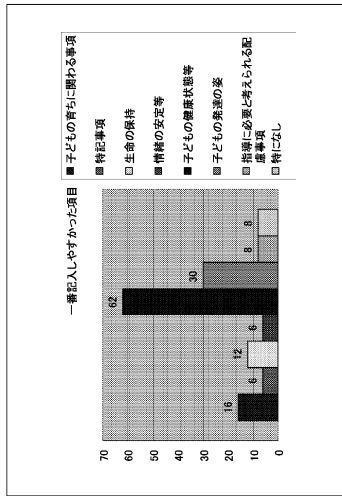 一番記入しやすかった項目
70
60
50
40
30
20
10
0
16
6
12
6
62
30
8
8
子どもの育ちに関わる事項
特記事項
生命の保持
情緒の安定等
子どもの健康状態等
子どもの発達の姿
指導に必要と考えられる配
慮事項
特になし